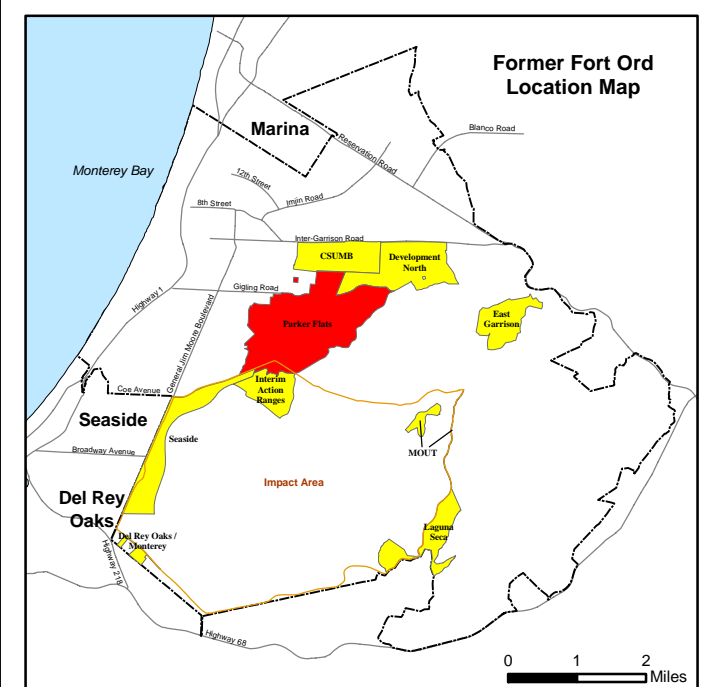 Former Fort Ord
Location Map
Marina
Blanco Road
Reservation Road
Monterey Bay
12th Street
Imjin Road
8th Street
Inter-Garrison Road
CSUMB
Development
North
Gigling Road
Highway 1
General Jim Moore Boulevard
East
Garrison
Parker Flats
Interim
Action
Ranges
Coe Avenue
Seaside
Seaside
MOUT
Broadway Avenue
Impact Area
Del Rey
Oaks
Laguna
Seca
Del Rey Oaks /
Monterey
Highway 218
Highway 68
0 1 2
Miles